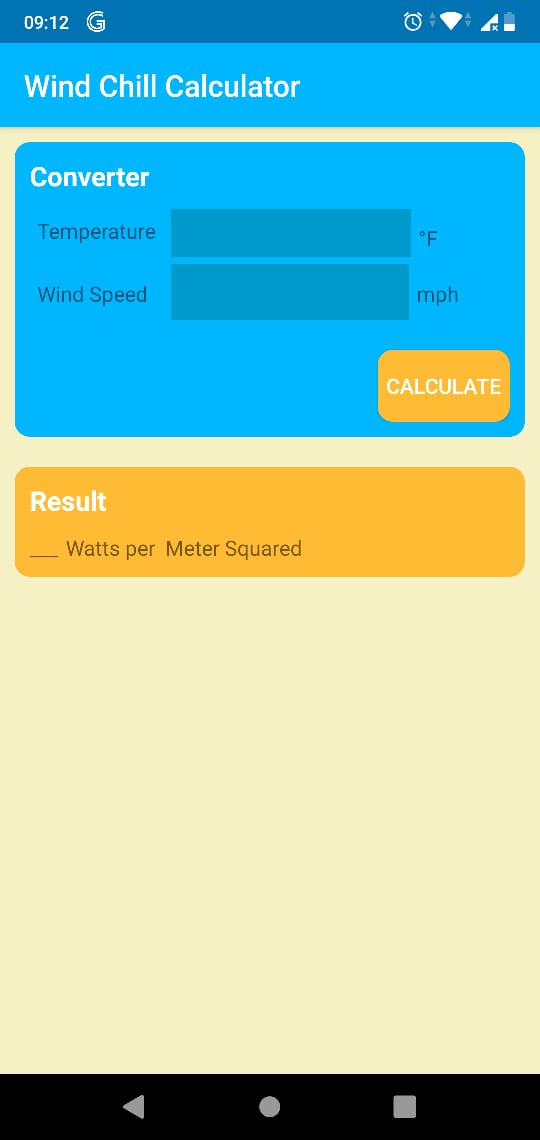 09:12 G
Wind Chill Calculator
Converter
Temperature °F
Wind Speed mph
CALCULATE
Result
___ Watts per  Meter Squared